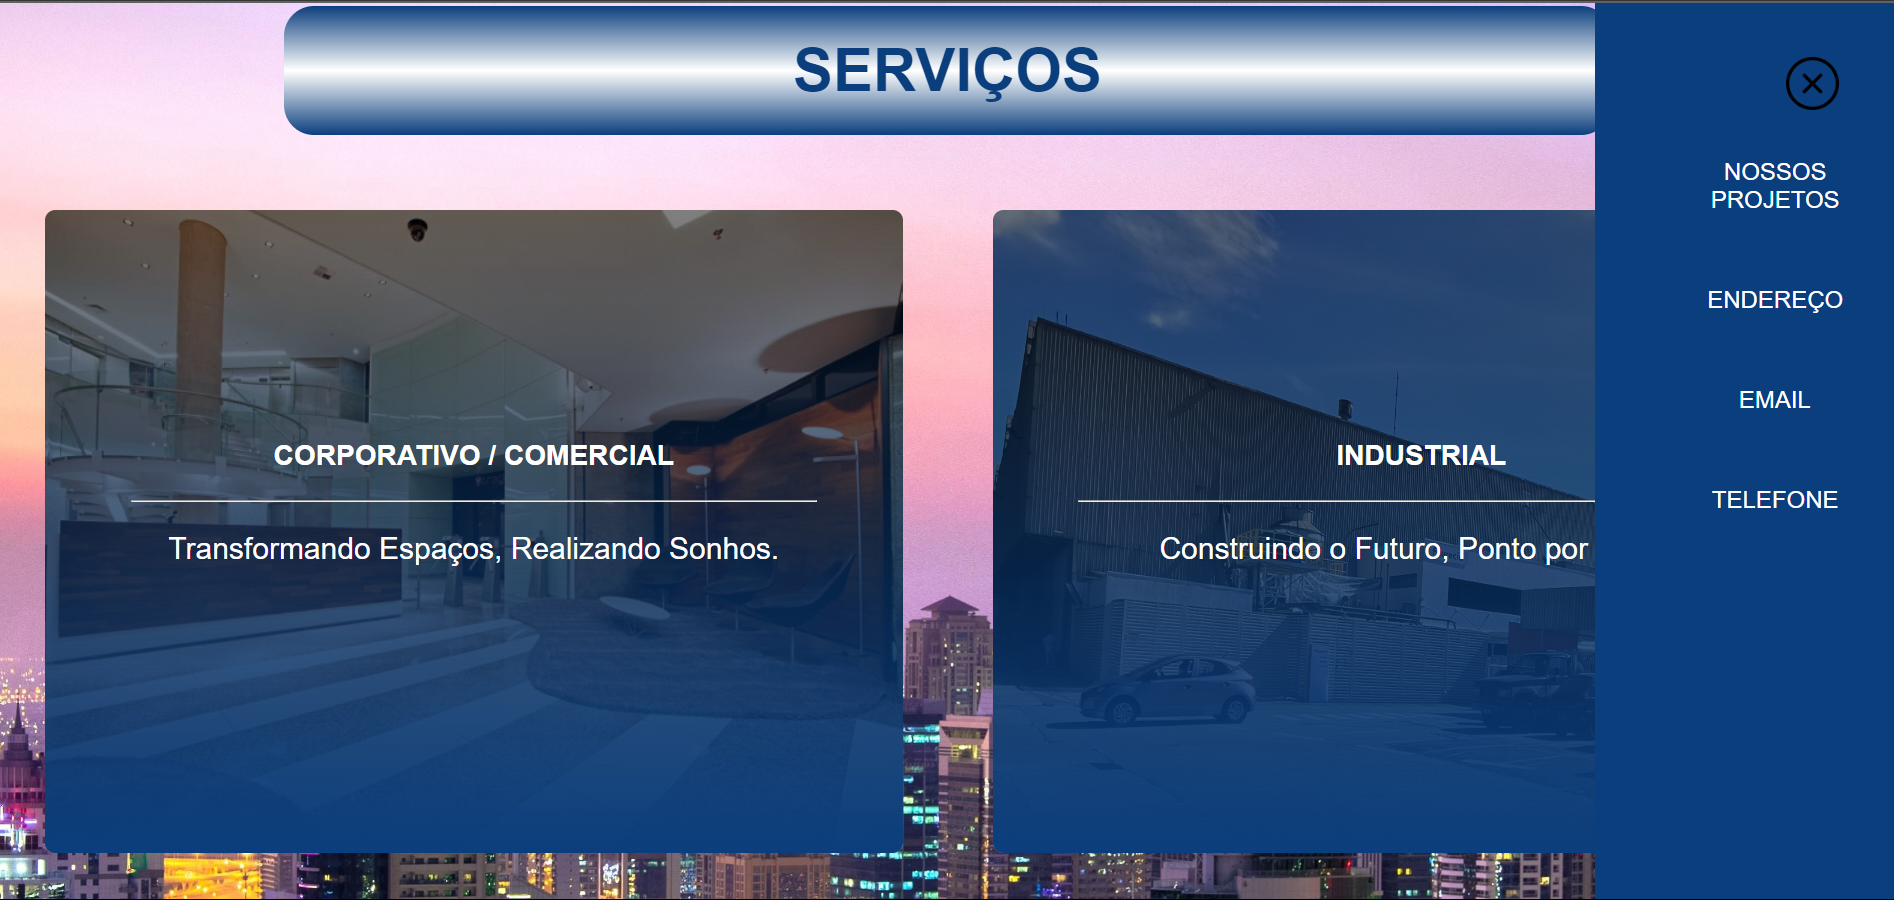 SERVIÇOS
CORPORATIVO / COMERCIAL
Transformando Espaços, Realizando Sonhos.
INDUSTRIAL
Construindo o Futuro, Ponto por
NOSSOS
PROJETOS
ENDEREÇO
EMAIL
TELEFONE